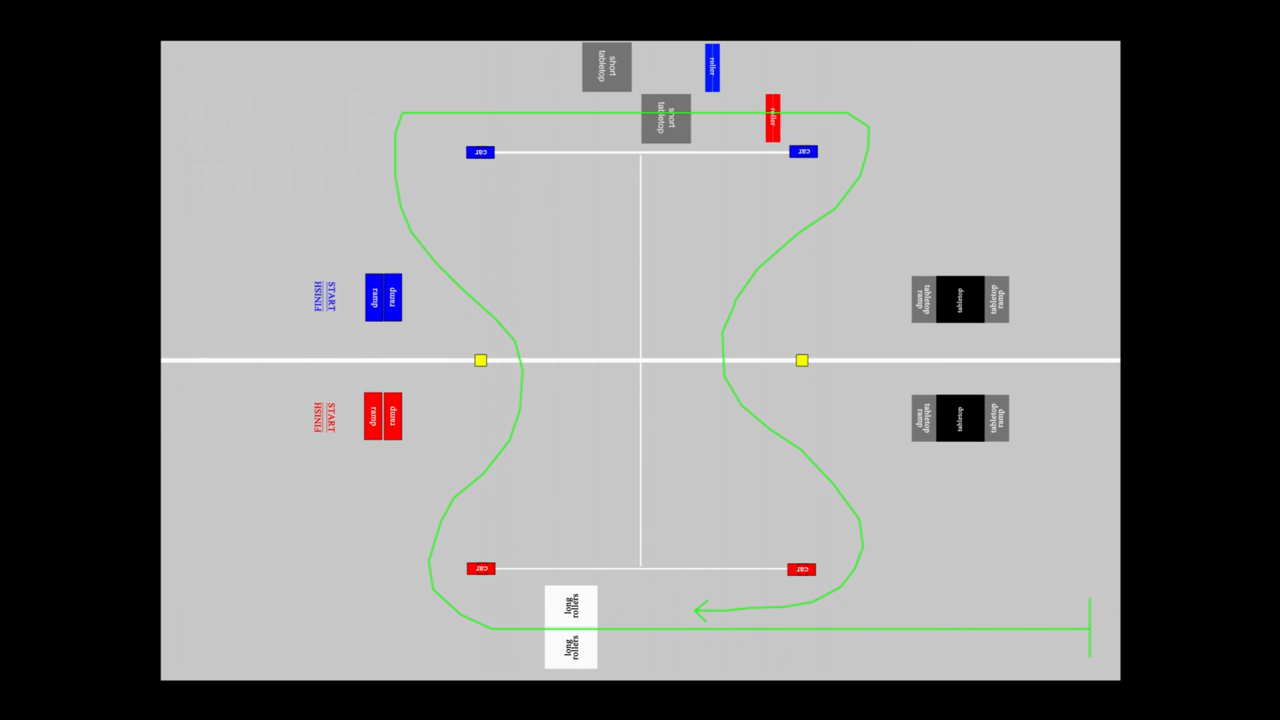 short
tabletop
roller
short
tabletop
roller
car
car
START
FINISH
ramp
ramp
tabletop
ramp
tabletop
tabletop
ramp
START
FINISH
ramp
ramp
tabletop
ramp
tabletop
tabletop
ramp
car
car
long
rollers
long
rollers